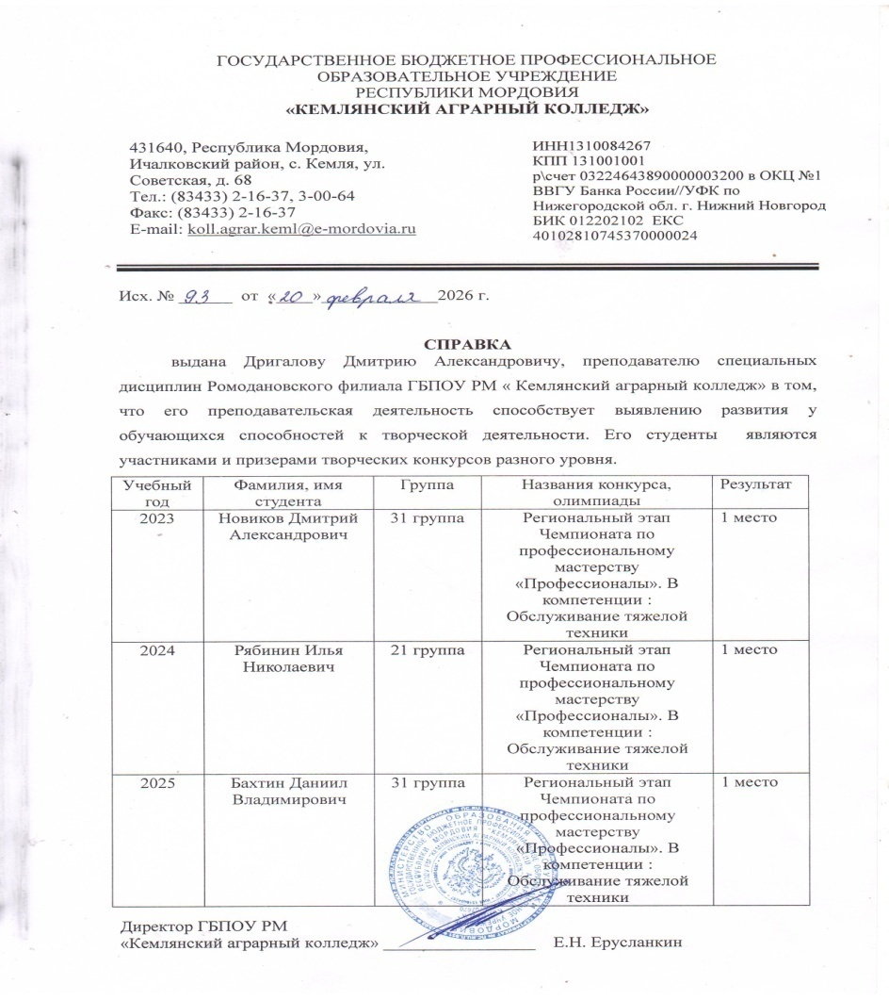 ГОСУДАРСТВЕННОЕ БЮДЖЕТНОЕ ПРОФЕССИОНАЛЬНОЕ
ОБРАЗОВАТЕЛЬНОЕ УЧРЕЖДЕНИЕ
РЕСПУБЛИКИ МОРДОВИЯ
«КЕМЛЯНСКИЙ АГРАРНЫЙ КОЛЛЕДЖ»
431640, Республика Мордовия,
Ичалковский район, с. Кемля, ул.
Советская, д. 68
Тел.: (83433) 2-16-37, 3-00-64
Факс: (83433) 2-16-37
E-mail: koll.agrar.keml@e-mordovia.ru
ИНН1310084267
КПП 131001001
р\счет 03224643890000003200 в ОКЦ №1
ВВГУ Банка России//УФК по
Нижегородской обл. г. Нижний Новгород
БИК 012202102 ЕКС
40102810745370000024
Исх. № 93 от «20» февраля 2026 г.
СПРАВКА
выдана Дригалову Дмитрию Александровичу, преподавателю специальных
дисциплин Ромодановского филиала ГБПОУ РМ « Кемлянский аграрный колледж» в том,
что его преподавательская деятельность способствует выявлению развития у
обучающихся способностей к творческой деятельности. Его студенты являются
участниками и призерами творческих конкурсов разного уровня.
Учебный год
Фамилия, имя студента
Группа
Названия конкурса, олимпиады
Результат
2023
Новиков Дмитрий
Александрович
31 группа
Региональный этап
Чемпионата по
профессиональному
мастерству
«Профессионалы». В
компетенции :
Обслуживание тяжелой
техники
1 место
2024
Рябинин Илья
Николаевич
21 группа
Региональный этап
Чемпионата по
профессиональному
мастерству
«Профессионалы». В
компетенции :
Обслуживание тяжелой
техники
1 место
2025
Бахтин Даниил
Владимирович
31 группа
Региональный этап
Чемпионата по
профессиональному
мастерству
«Профессионалы». В
компетенции :
Обслуживание тяжелой
техники
1 место
Директор ГБПОУ РМ
«Кемлянский аграрный колледж» Е.Н. Ерусланкин